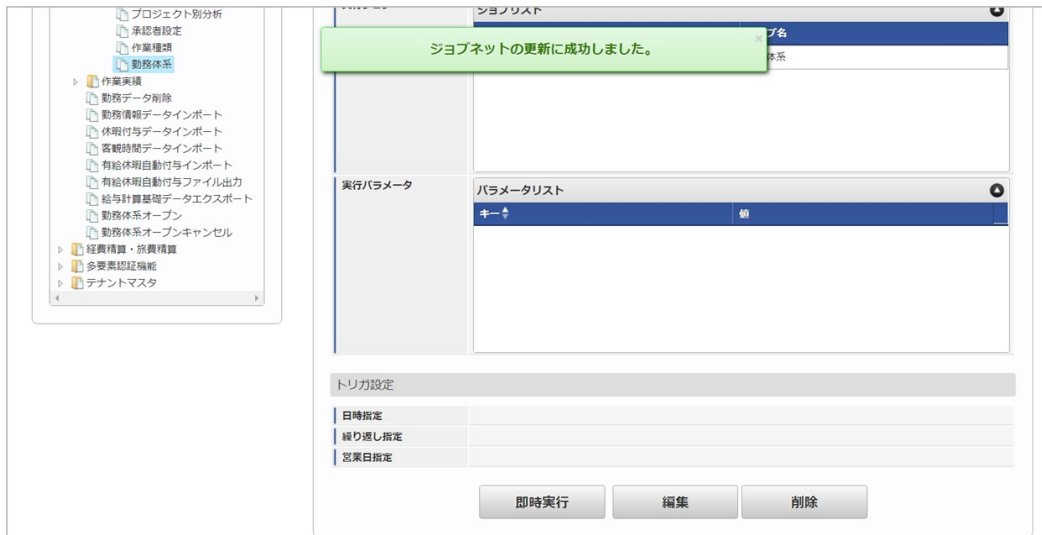 プロジェクト別分析
承認者設定
作業種類
勤務体系
作業実績
勤務データ削除
勤務情報データインポート
休暇付与データインポート
客観時間データインポート
有給休暇自動付与インポート
有給休暇自動付与ファイル出力
給与計算基礎データエクスポート
勤務体系オープン
勤務体系オープンキャンセル
経費精算・旅費精算
多要素認証機能
テナントマスタ
ジョブリスト
ブ名
ジョブネットの更新に成功しました。
×
体系
実行パラメータ
パラメータリスト
キー
値
トリガ設定
日時指定
繰り返し指定
営業日指定
即時実行
編集
削除